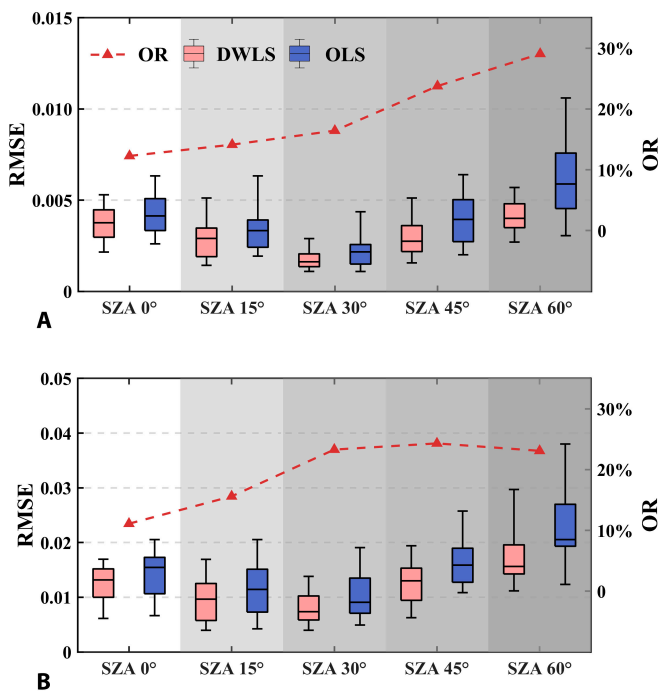 0.015
OR DWLS OLS
30%
0.010
20%
RMSE
OR
10%
0.005
0
0
SZA 0° SZA 15° SZA 30° SZA 45° SZA 60°
A
0.05
30%
0.04
20%
0.03
RMSE
OR
10%
0.02
0.01
0
0
SZA 0° SZA 15° SZA 30° SZA 45° SZA 60°
B